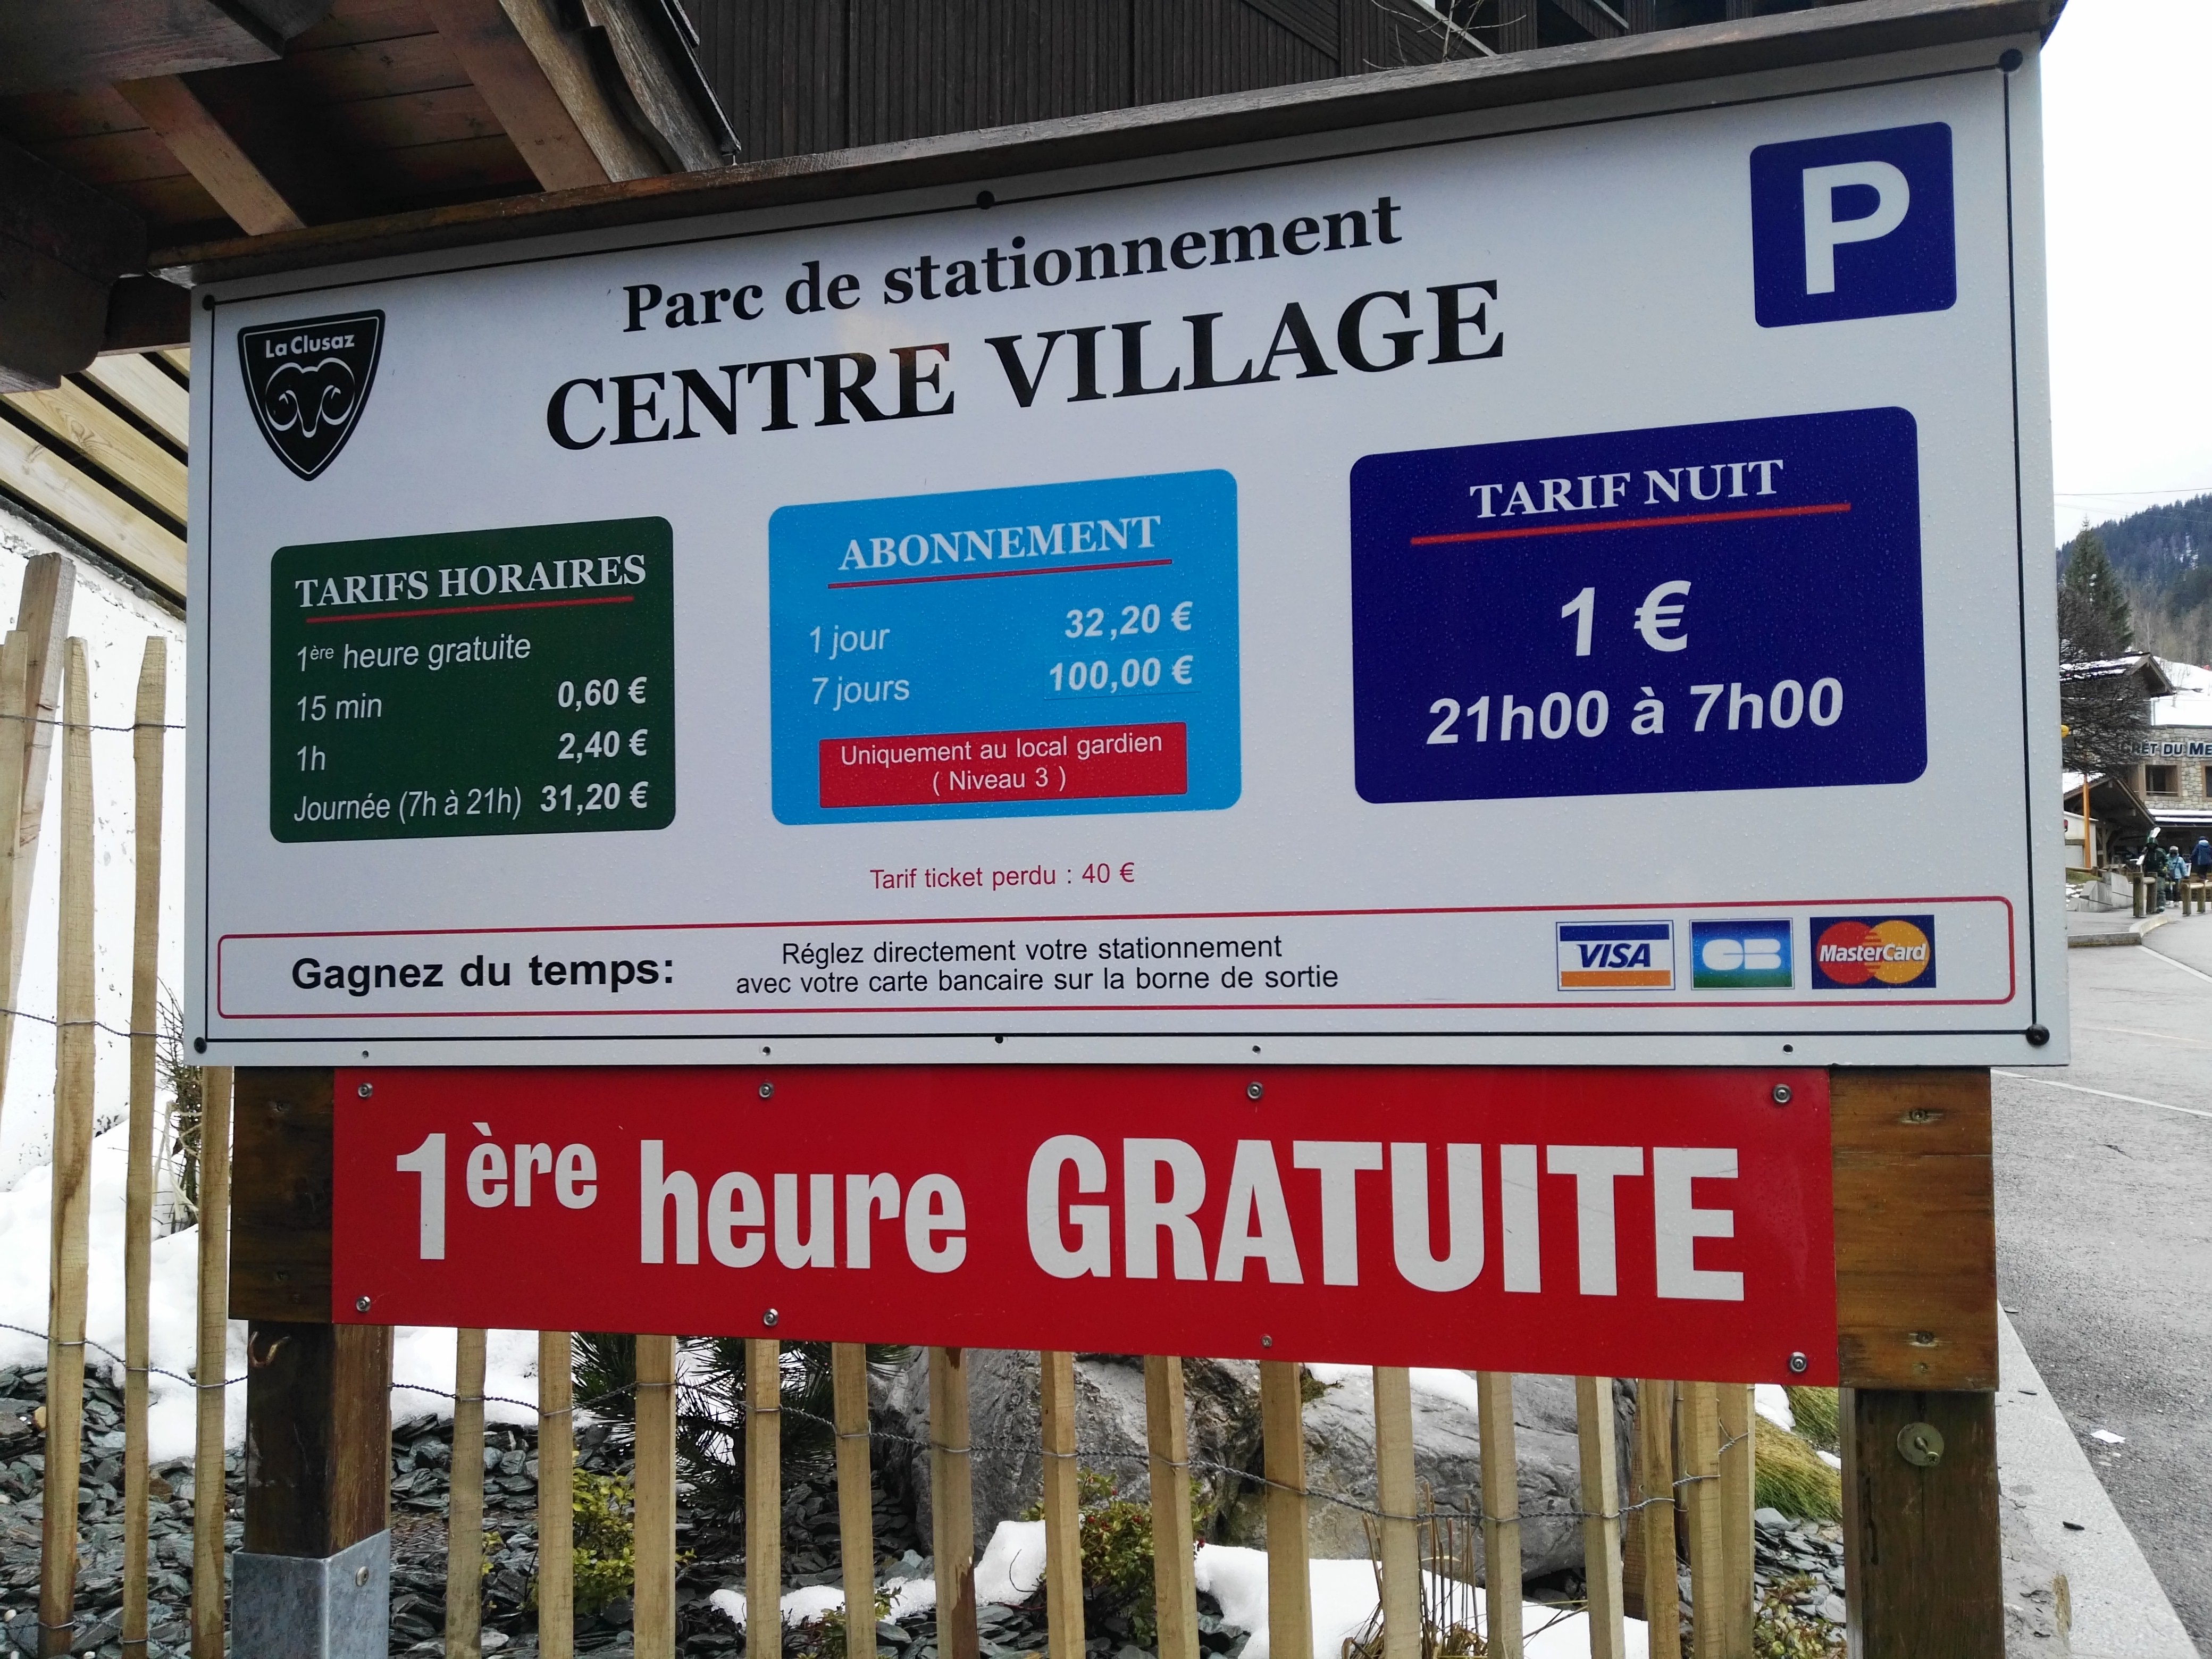 La Clusaz
Parc de stationnement
CENTRE VILLAGE
P
TARIFS HORAIRES
1ère heure gratuite
15 min 0,60 €
1h 2,40 €
Journée (7h à 21h) 31,20 €
ABONNEMENT
1 jour 32,20 €
7 jours 100,00 €
Uniquement au local gardien
( Niveau 3 )
TARIF NUIT
1 €
21h00 à 7h00
Tarif ticket perdu : 40 €
Gagnez du temps:
Réglez directement votre stationnement
avec votre carte bancaire sur la borne de sortie
VISA CB MasterCard
1ère heure GRATUITE